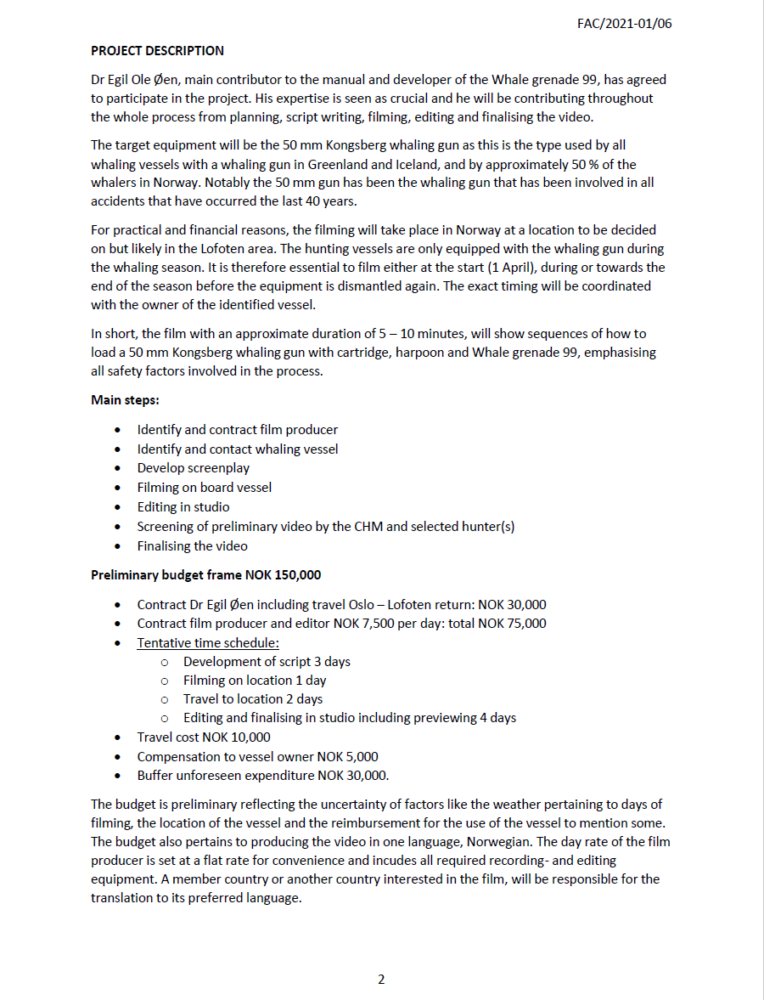 FAC/2021-01/06
PROJECT DESCRIPTION
Dr Egil Ole Øen, main contributor to the manual and developer of the Whale grenade 99, has agreed
to participate in the project. His expertise is seen as crucial and he will be contributing throughout
the whole process from planning, script writing, filming, editing and finalising the video.
The target equipment will be the 50 mm Kongsberg whaling gun as this is the type used by all
whaling vessels with a whaling gun in Greenland and Iceland, and by approximately 50 % of the
whalers in Norway. Notably the 50 mm gun has been the whaling gun that has been involved in all
accidents that have occurred the last 40 years.
For practical and financial reasons, the filming will take place in Norway at a location to be decided
on but likely in the Lofoten area. The hunting vessels are only equipped with the whaling gun during
the whaling season. It is therefore essential to film either at the start (1 April), during or towards the
end of the season before the equipment is dismantled again. The exact timing will be coordinated
with the owner of the identified vessel.
In short, the film with an approximate duration of 5 – 10 minutes, will show sequences of how to
load a 50 mm Kongsberg whaling gun with cartridge, harpoon and Whale grenade 99, emphasising
all safety factors involved in the process.
Main steps:
• Identify and contract film producer
• Identify and contact whaling vessel
• Develop screenplay
• Filming on board vessel
• Editing in studio
• Screening of preliminary video by the CHM and selected hunter(s)
• Finalising the video
Preliminary budget frame NOK 150,000
• Contract Dr Egil Øen including travel Oslo – Lofoten return: NOK 30,000
• Contract film producer and editor NOK 7,500 per day: total NOK 75,000
• Tentative time schedule:
o Development of script 3 days
o Filming on location 1 day
o Travel to location 2 days
o Editing and finalising in studio including previewing 4 days
• Travel cost NOK 10,000
• Compensation to vessel owner NOK 5,000
• Buffer unforeseen expenditure NOK 30,000.
The budget is preliminary reflecting the uncertainty of factors like the weather pertaining to days of
filming, the location of the vessel and the reimbursement for the use of the vessel to mention some.
The budget also pertains to producing the video in one language, Norwegian. The day rate of the film
producer is set at a flat rate for convenience and incudes all required recording- and editing
equipment. A member country or another country interested in the film, will be responsible for the
translation to its preferred language.
2